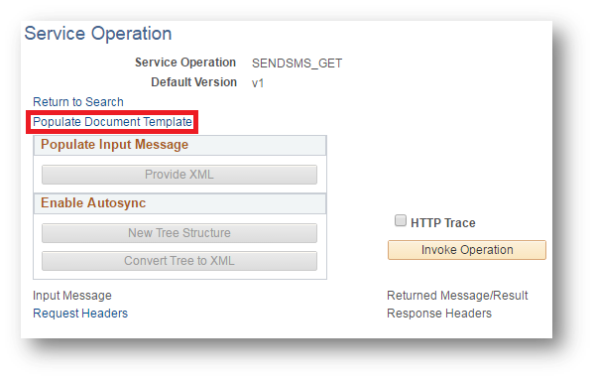 Service Operation
Service Operation SENDSMS_GET
Default Version v1
Return to Search
Populate Document Template
Populate Input Message
Provide XML
Enable Autosync
New Tree Structure
HTTP Trace
Invoke Operation
Convert Tree to XML
Input Message Returned Message/Result
Request Headers Response Headers